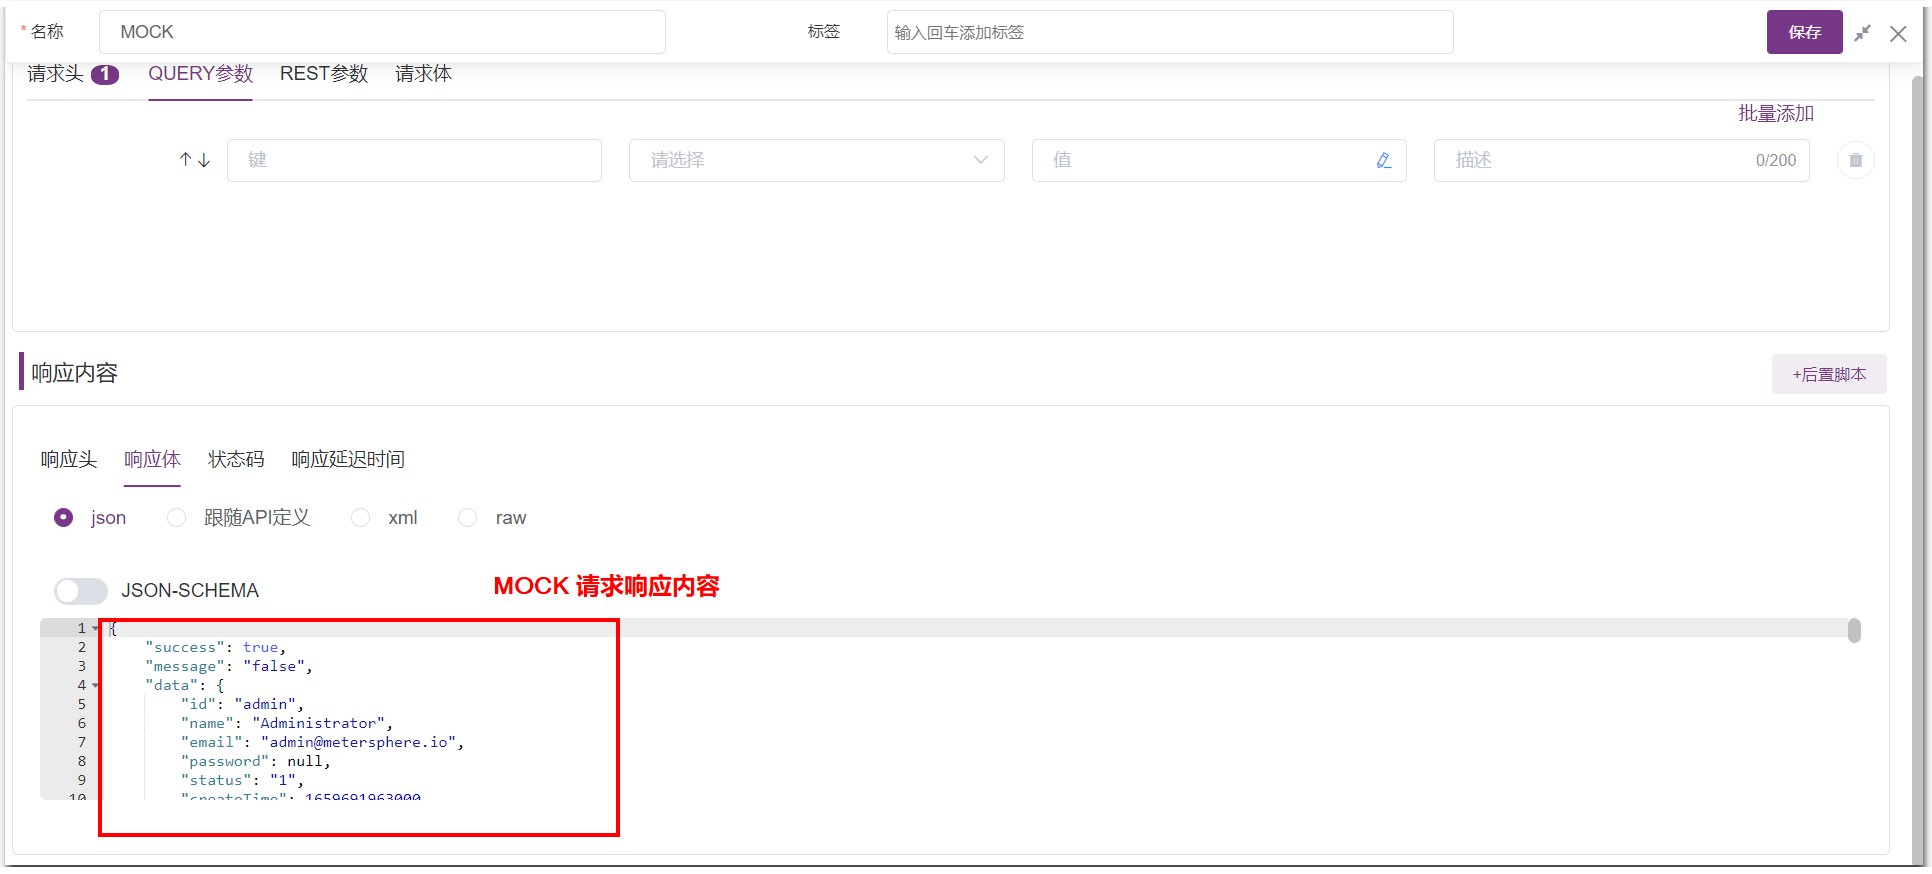 * 名称 MOCK 标签 输入回车添加标签 保存
请求头 1 QUERY参数 REST参数 请求体
批量添加
键 请选择 值 描述 0/200
响应内容 +后置脚本
响应头 响应体 状态码 响应延迟时间
json 跟随API定义 xml raw
JSON-SCHEMA MOCK 请求响应内容
1 {
2 "success": true,
3 "message": "false",
4 "data": {
5 "id": "admin",
6 "name": "Administrator",
7 "email": "admin@metersphere.io",
8 "password": null,
9 "status": "1",
10 "createTime": 1659691963000